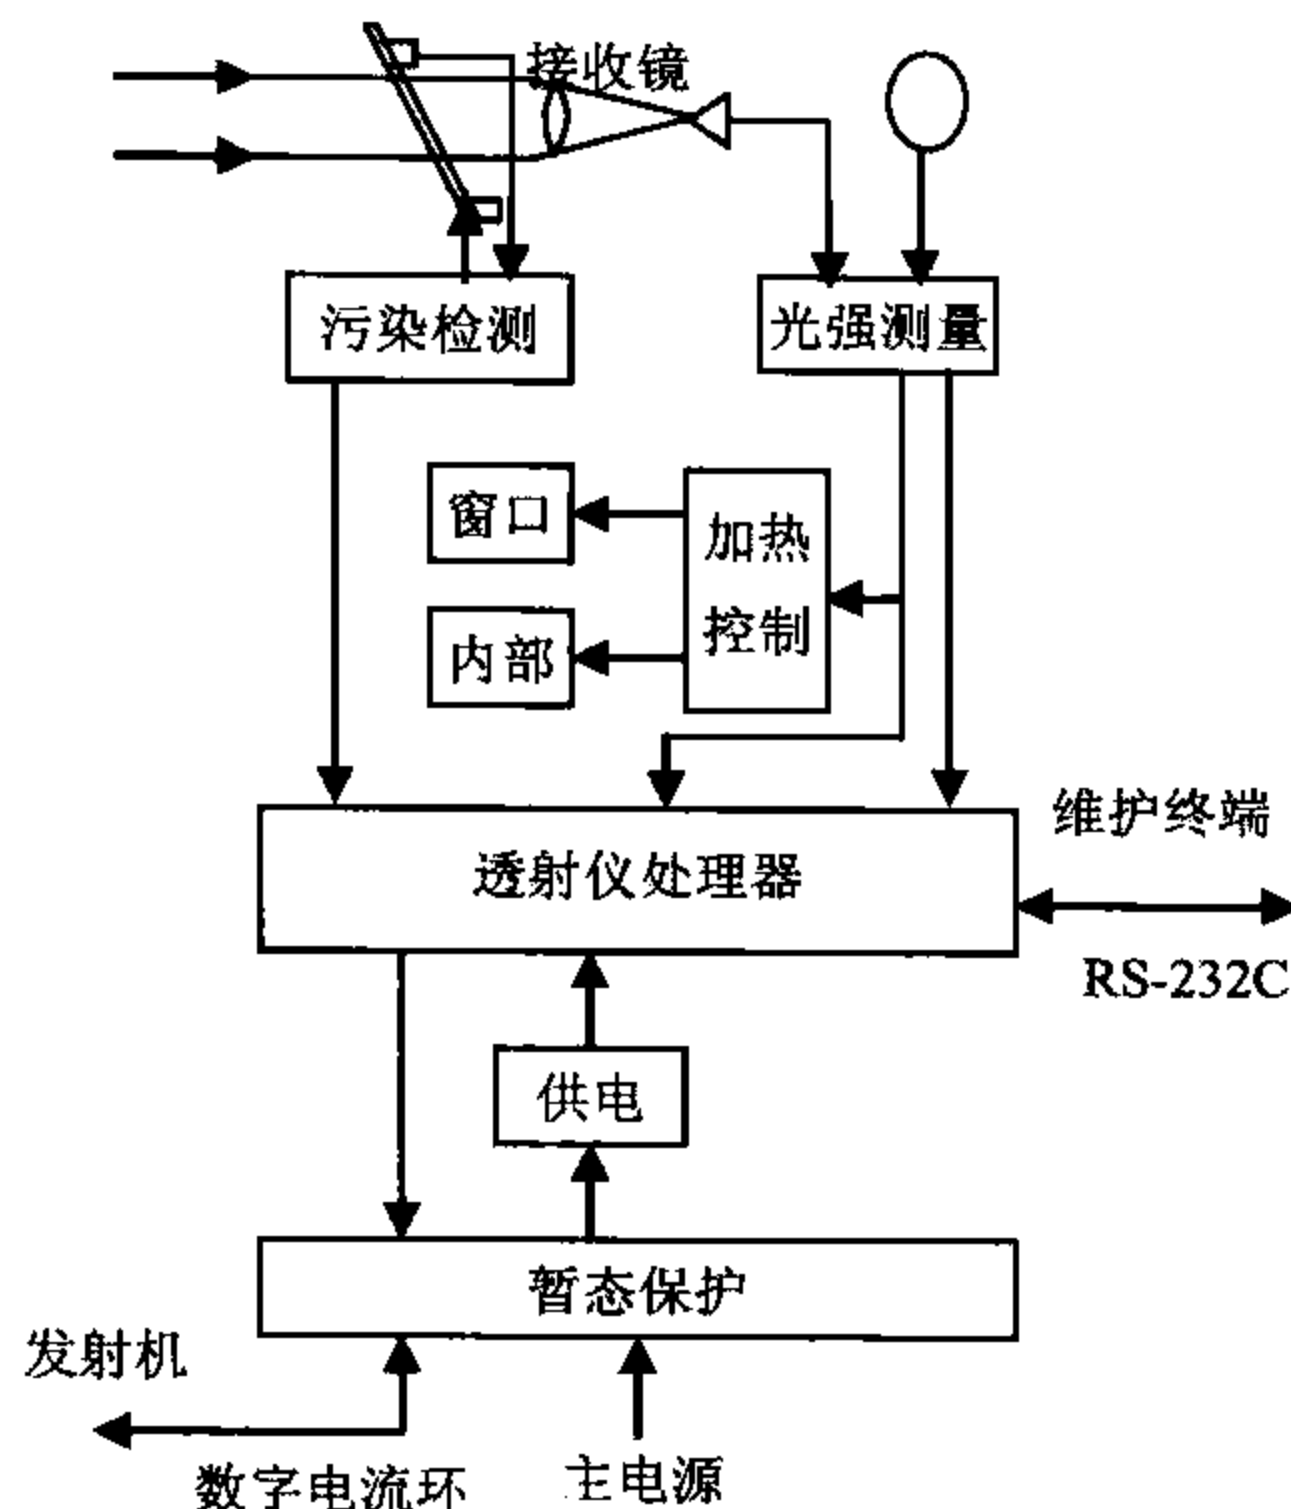 接收镜
污染检测
光强测量
窗口
加热
控制
内部
维护终端
透射仪处理器
RS-232C
供电
暂态保护
发射机
数字电流环
主电源